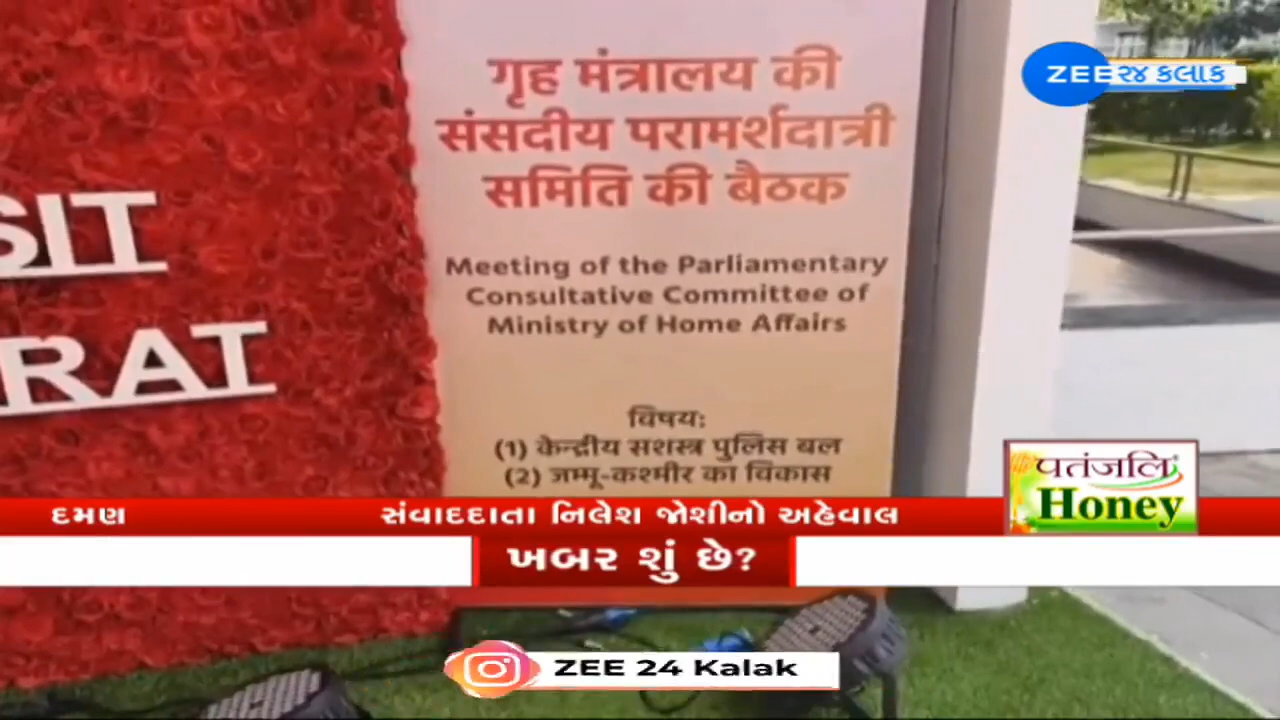 ZEE ૨૪ કલાક
गृह मंत्रालय की
संसदीय परामर्शदात्री
समिति की बैठक
SIT
RAT
Meeting of the Parliamentary
Consultative Committee of
Ministry of Home Affairs
विषय:
(1) केन्द्रीय सशस्त्र पुलिस बल
(2) जम्मू-कश्मीर का विकास
पतंजलि
Honey
દમણ
સંવાદદાતા નિલેશ જોશીનો અહેવાલ
ખબર શું છે?
ZEE 24 Kalak